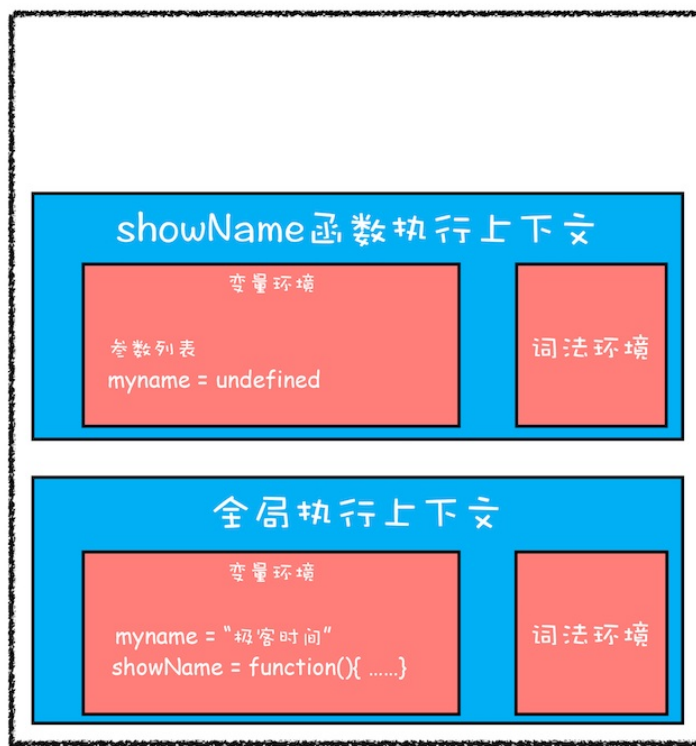 showName函数执行上下文
变量环境
参数列表
myname = undefined
词法环境
全局执行上下文
变量环境
myname = “极客时间”
showName = function(){ ......}
词法环境